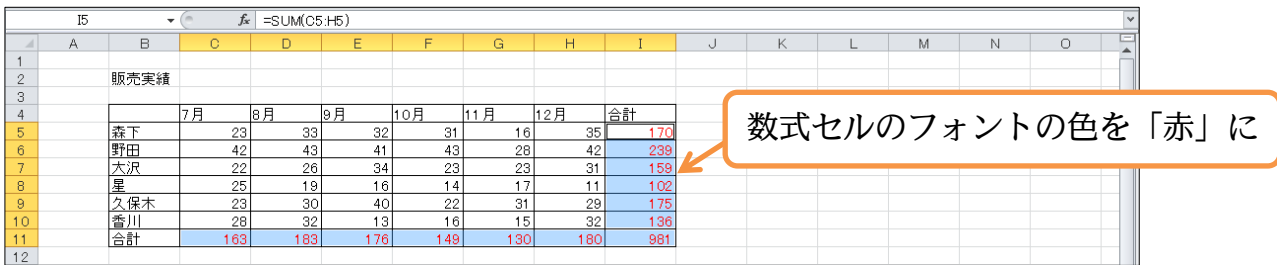 I5 fx =SUM(C5:H5)
A B C D E F G H I J K L M N O
1
2 販売実績
3
4 7月 8月 9月 10月 11月 12月 合計
5 森下 23 33 32 31 16 35 170
6 野田 42 43 41 43 28 42 239
7 大沢 22 26 34 23 23 31 159
8 星 25 19 16 14 17 11 102
9 久保木 23 30 40 22 31 29 175
10 香川 28 32 13 16 15 32 136
11 合計 163 183 176 149 130 180 981
12
数式セルのフォントの色を「赤」に